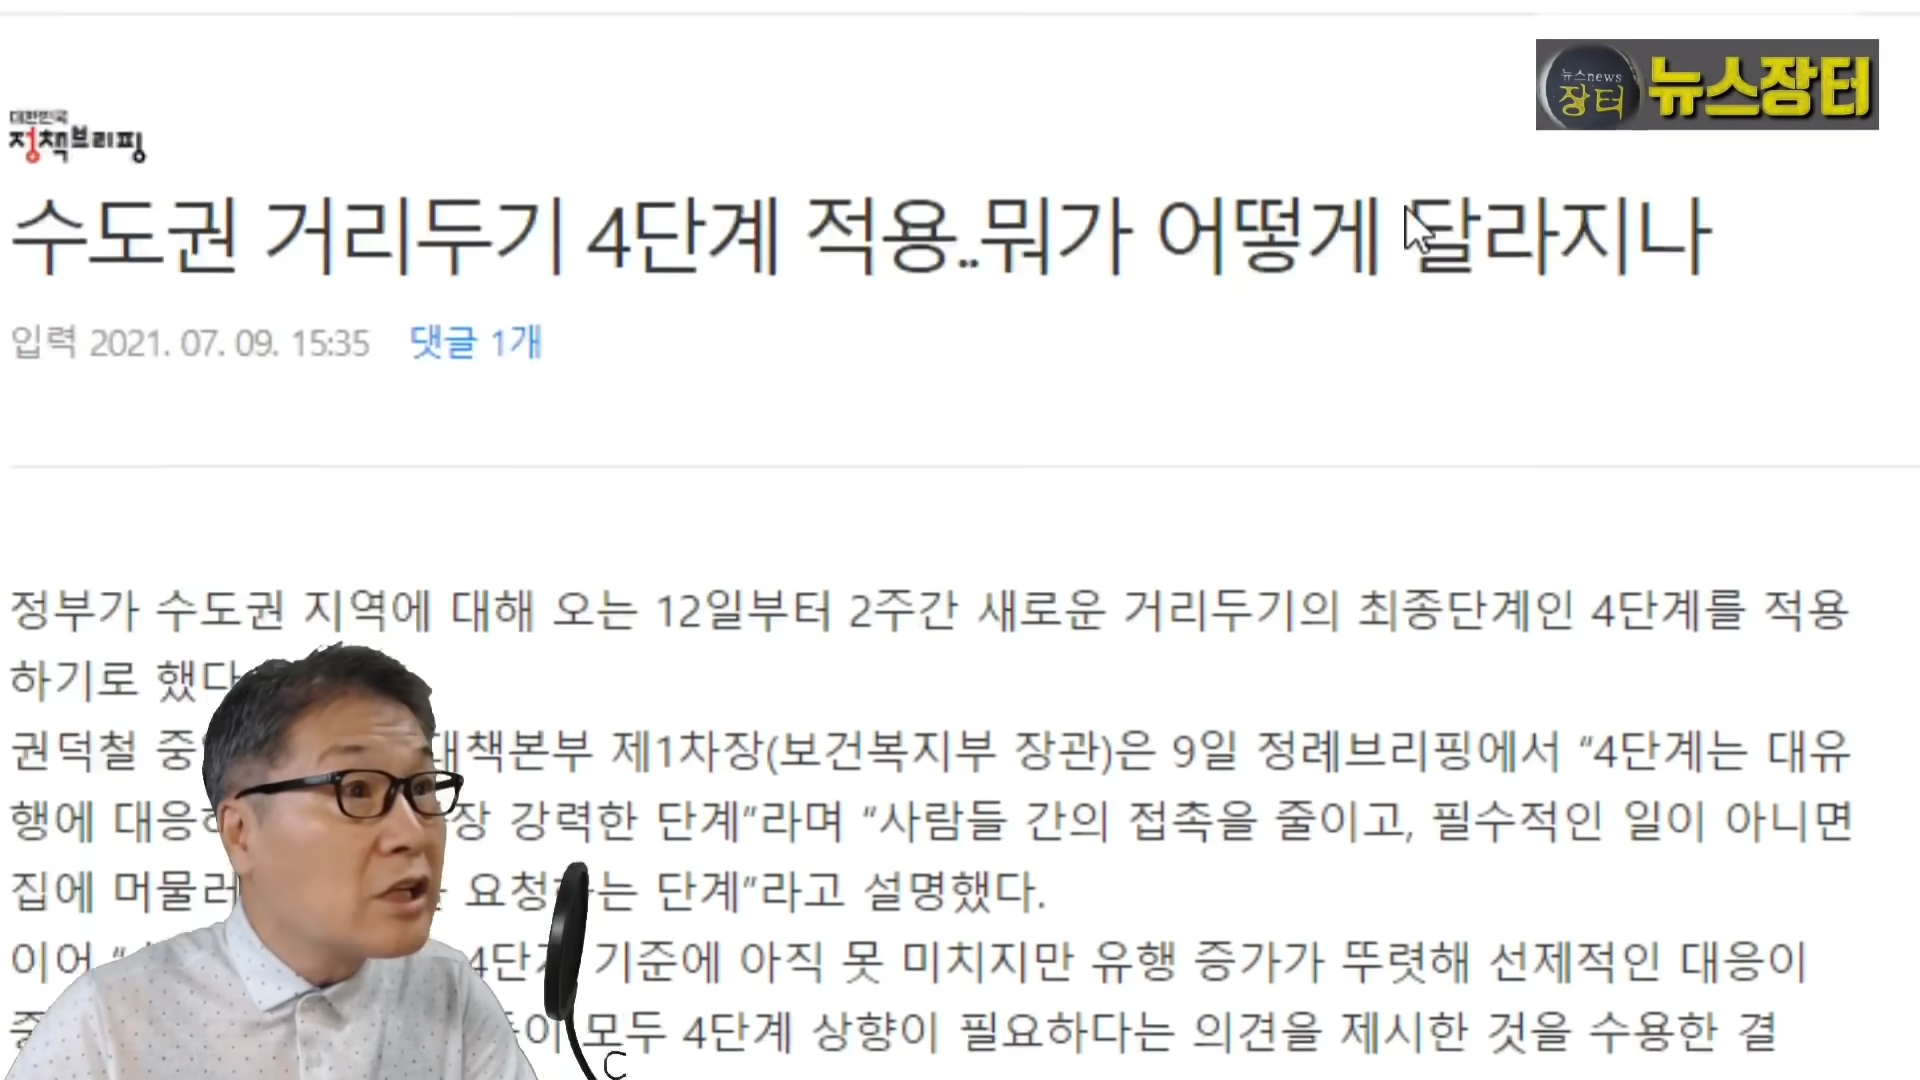 뉴스news
장터
뉴스장터
대한민국
정책브리핑
수도권 거리두기 4단계 적용..뭐가 어떻게 달라지나
입력 2021. 07. 09. 15:35 댓글 1개
정부가 수도권 지역에 대해 오는 12일부터 2주간 새로운 거리두기의 최종단계인 4단계를 적용
하기로 했다
권덕철 중 대책본부 제1차장(보건복지부 장관)은 9일 정례브리핑에서 “4단계는 대유
행에 대응 장 강력한 단계”라며 “사람들 간의 접촉을 줄이고, 필수적인 일이 아니면
집에 머물러 요청하는 단계”라고 설명했다.
이어 “ 4단계 기준에 아직 못 미치지만 유행 증가가 뚜렷해 선제적인 대응이
모두 4단계 상향이 필요하다는 의견을 제시한 것을 수용한 결